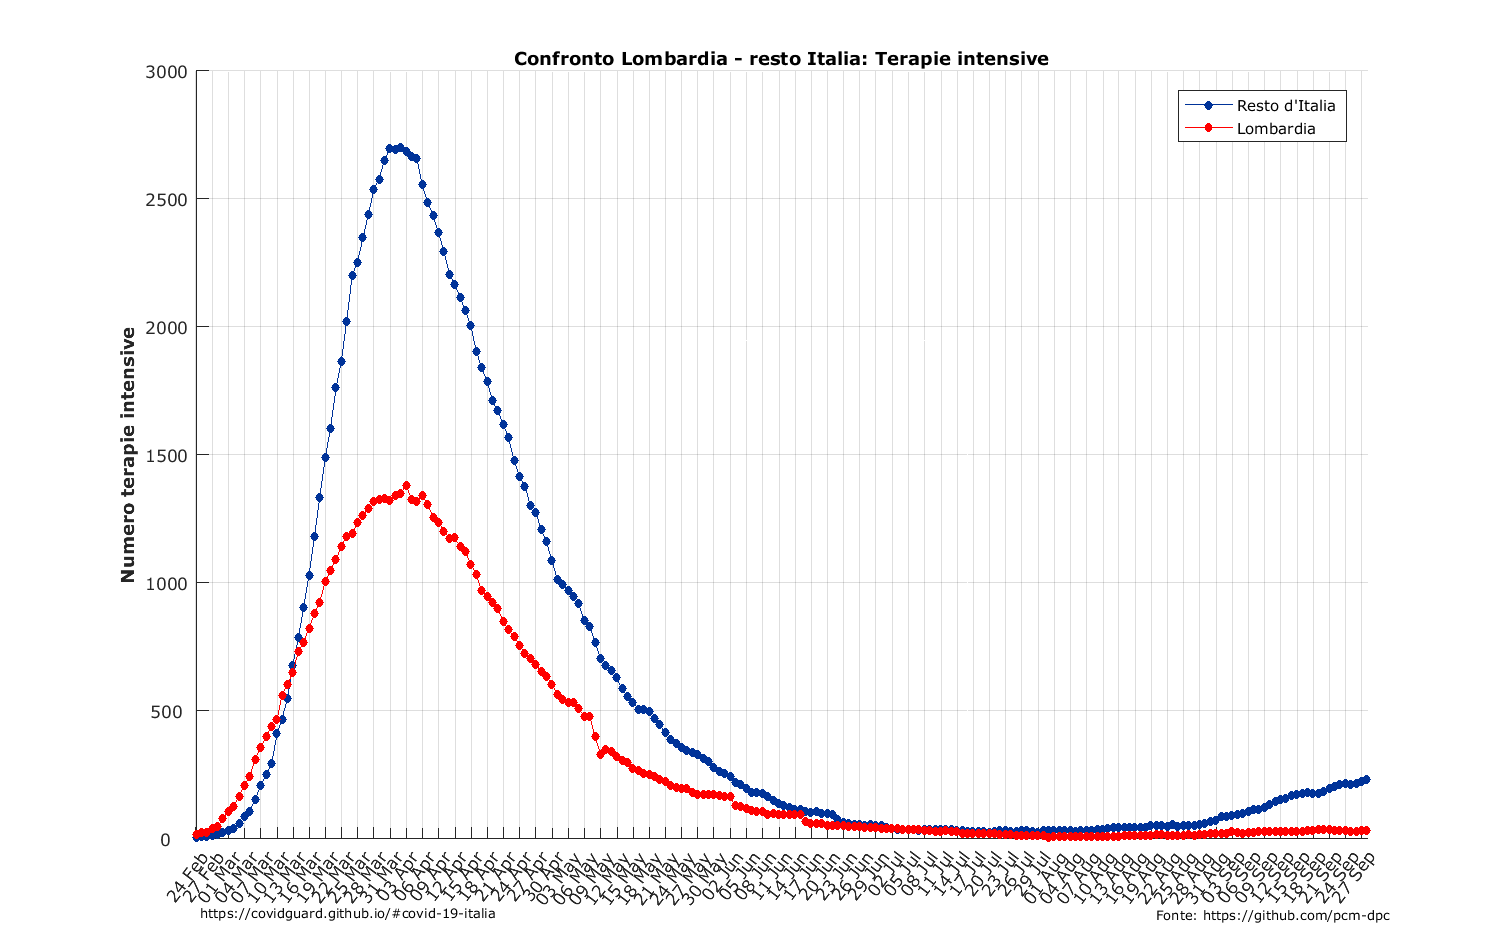 Confronto Lombardia - resto Italia: Terapie intensive
Resto d'Italia
Lombardia
Numero terapie intensive
3000
2500
2000
1500
1000
500
0
24 Feb
27 Feb
01 Mar
04 Mar
07 Mar
10 Mar
13 Mar
16 Mar
19 Mar
22 Mar
25 Mar
28 Mar
31 Mar
03 Apr
06 Apr
09 Apr
12 Apr
15 Apr
18 Apr
21 Apr
24 Apr
27 Apr
30 Apr
03 May
06 May
09 May
12 May
15 May
18 May
21 May
24 May
27 May
30 May
02 Jun
05 Jun
08 Jun
11 Jun
14 Jun
17 Jun
20 Jun
23 Jun
26 Jun
29 Jun
02 Jul
05 Jul
08 Jul
11 Jul
14 Jul
17 Jul
20 Jul
23 Jul
26 Jul
29 Jul
01 Aug
04 Aug
07 Aug
10 Aug
13 Aug
16 Aug
19 Aug
22 Aug
25 Aug
28 Aug
31 Aug
03 Sep
06 Sep
09 Sep
12 Sep
15 Sep
18 Sep
21 Sep
24 Sep
27 Sep
https://covidguard.github.io/#covid-19-italia
Fonte: https://github.com/pcm-dpc